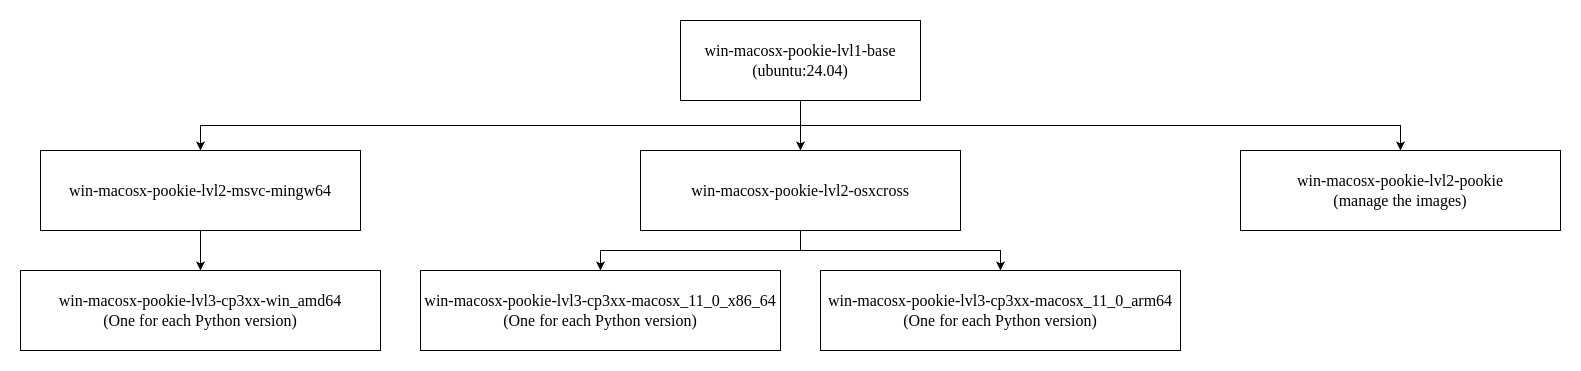 win-macosx-pookie-lvl1-base
(ubuntu:24.04)
win-macosx-pookie-lvl2-msvc-mingw64
win-macosx-pookie-lvl2-osxcross
win-macosx-pookie-lvl2-pookie
(manage the images)
win-macosx-pookie-lvl3-cp3xx-win_amd64
(One for each Python version)
win-macosx-pookie-lvl3-cp3xx-macosx_11_0_x86_64
(One for each Python version)
win-macosx-pookie-lvl3-cp3xx-macosx_11_0_arm64
(One for each Python version)